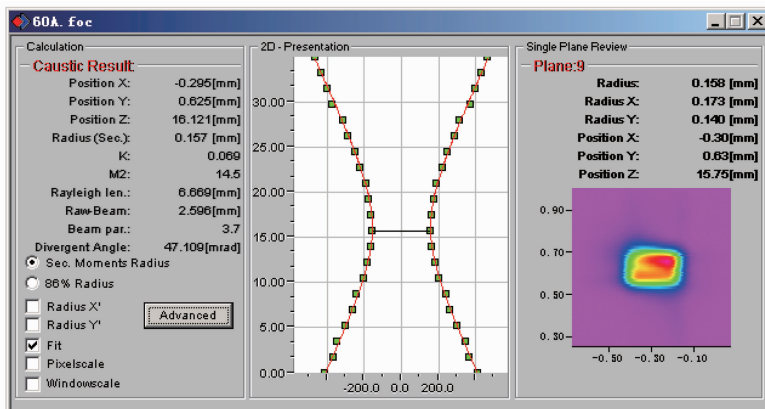 60A.foc
Calculation
Caustic Result:
Position X: -0.295[mm]
Position Y: 0.625[mm]
Position Z: 16.121[mm]
Radius (Sec.): 0.157 [mm]
K: 0.069
M2: 14.5
Rayleigh len.: 6.669[mm]
Raw-Beam: 2.596[mm]
Beam par.: 3.7
Divergent Angle: 47.109[mrad]
Sec. Moments Radius
86% Radius
Radius X'
Radius Y'
Advanced
Fit
Pixelscale
Windowscale
2D - Presentation
30.00
25.00
20.00
15.00
10.00
5.00
0.00
-200.0 0.0 200.0
Single Plane Review
Plane:9
Radius: 0.158 [mm]
Radius X: 0.173 [mm]
Radius Y: 0.140 [mm]
Position X: -0.30[mm]
Position Y: 0.63[mm]
Position Z: 15.75[mm]
0.90
0.70
0.50
0.30
-0.50 -0.30 -0.10